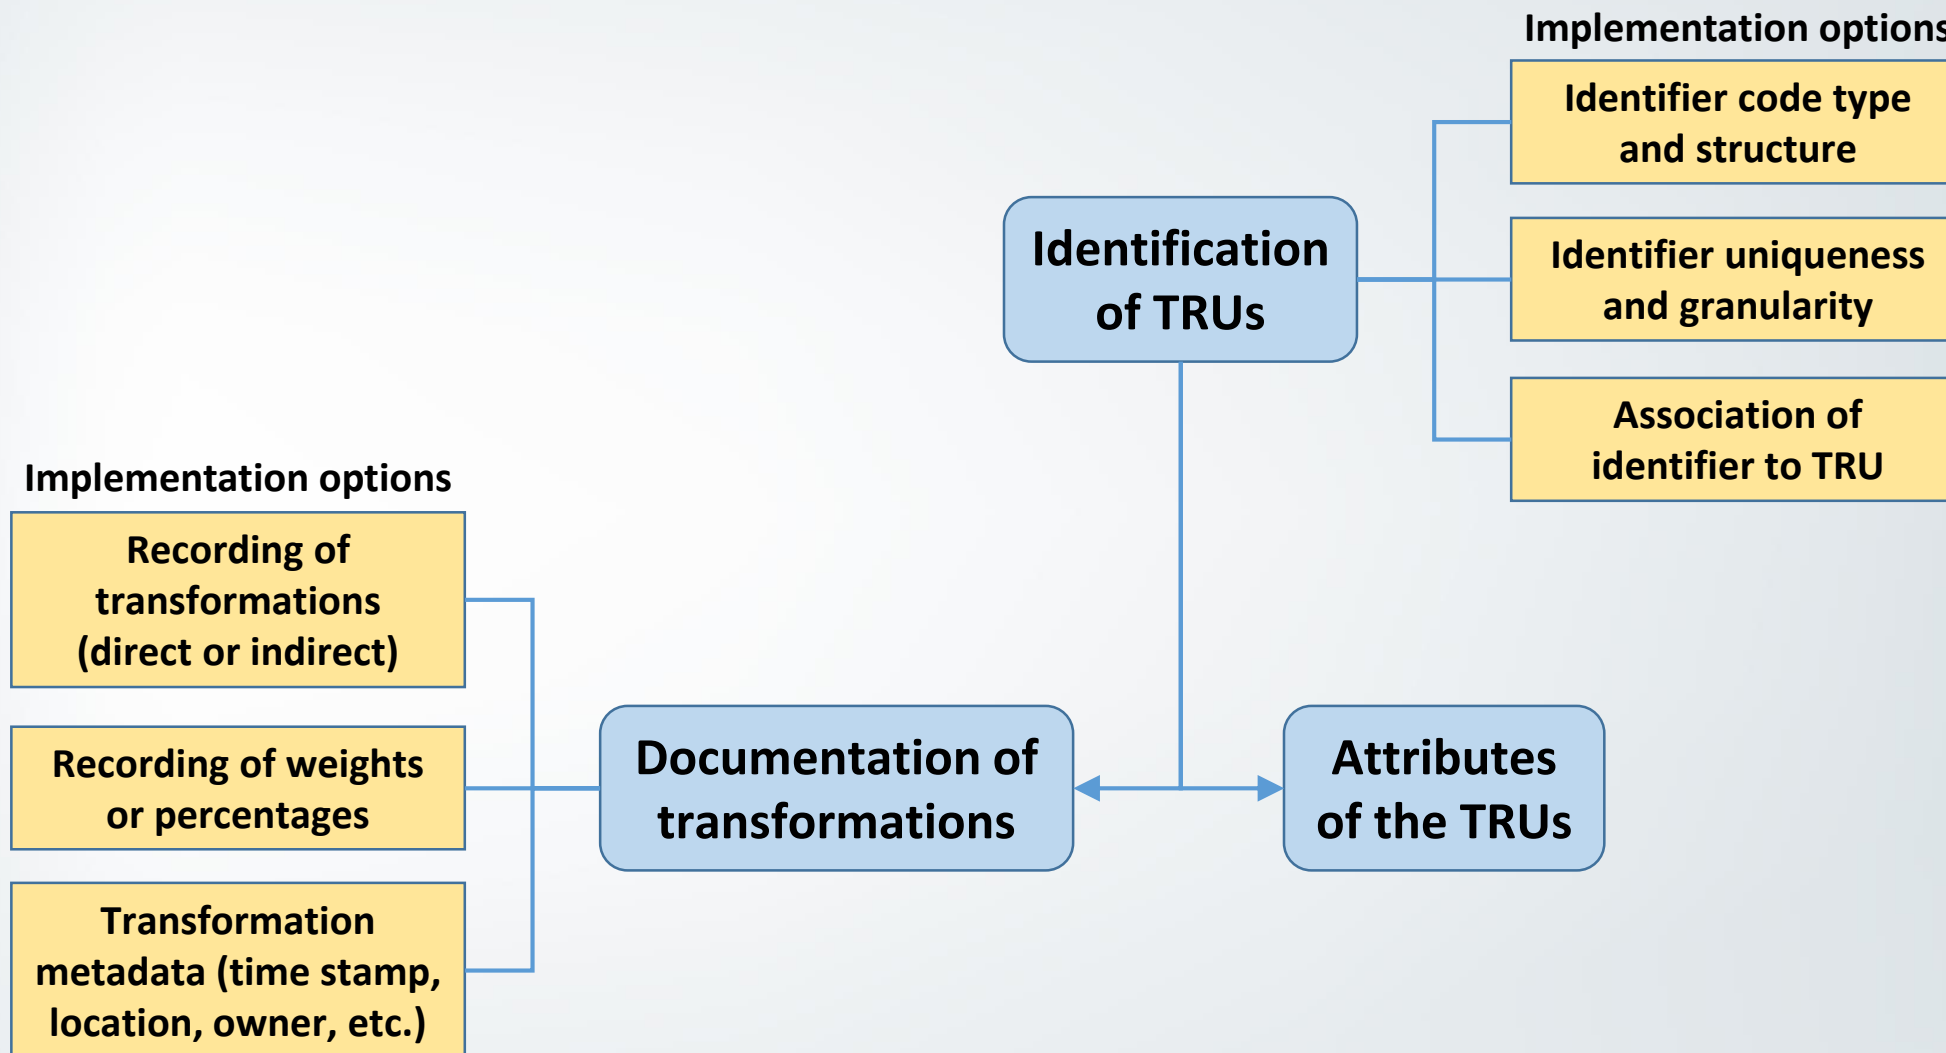 Implementation options
Identifier code type
and structure
Identifier uniqueness
and granularity
Association of
identifier to TRU
Identification
of TRUs
Implementation options
Recording of
transformations
(direct or indirect)
Recording of weights
or percentages
Transformation
metadata (time stamp,
location, owner, etc.)
Documentation of
transformations
Attributes
of the TRUs